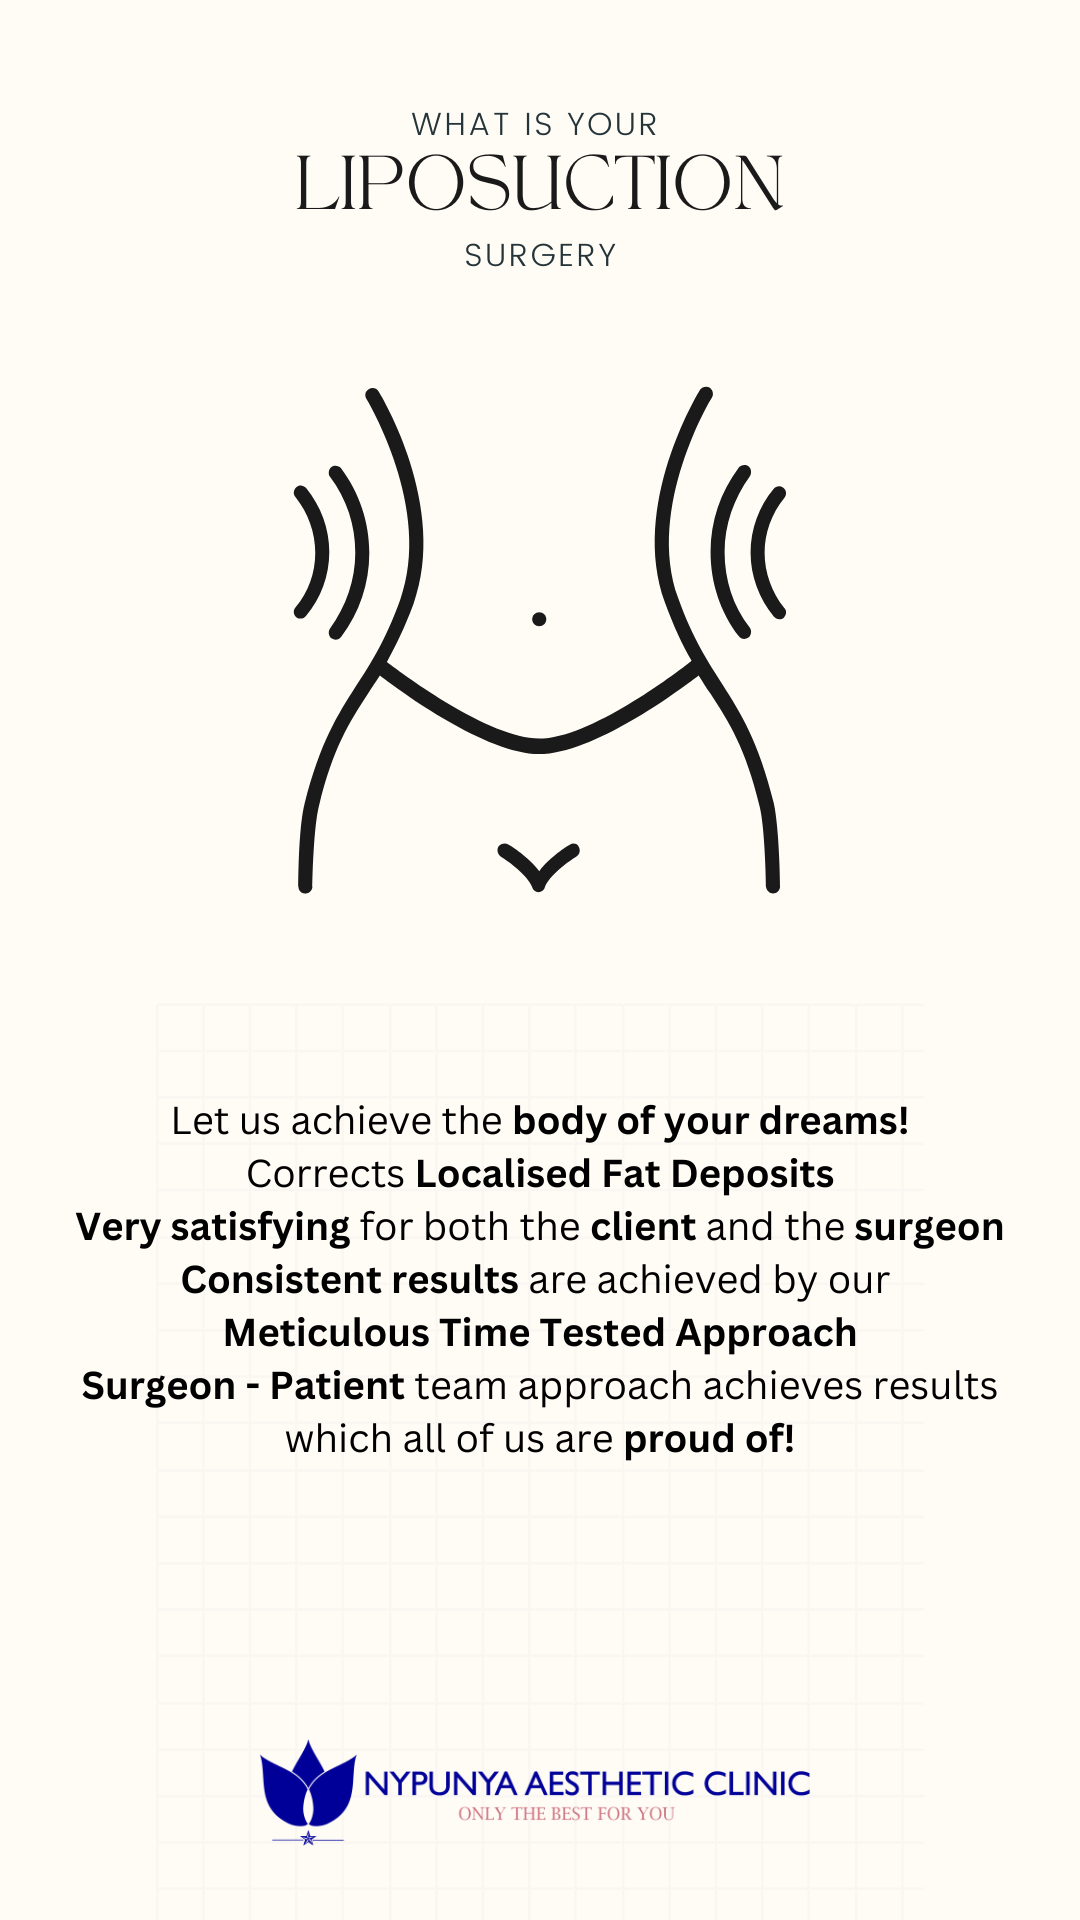 WHAT IS YOUR
LIPOSUCTION
SURGERY
Let us achieve the body of your dreams!
Corrects Localised Fat Deposits
Very satisfying for both the client and the surgeon
Consistent results are achieved by our
Meticulous Time Tested Approach
Surgeon - Patient team approach achieves results
which all of us are proud of!
NYPUNYA AESTHETIC CLINIC
ONLY THE BEST FOR YOU